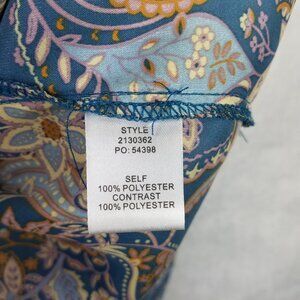 STYLE
2130362
PO: 54398
SELF
100% POLYESTER
CONTRAST
100% POLYESTER